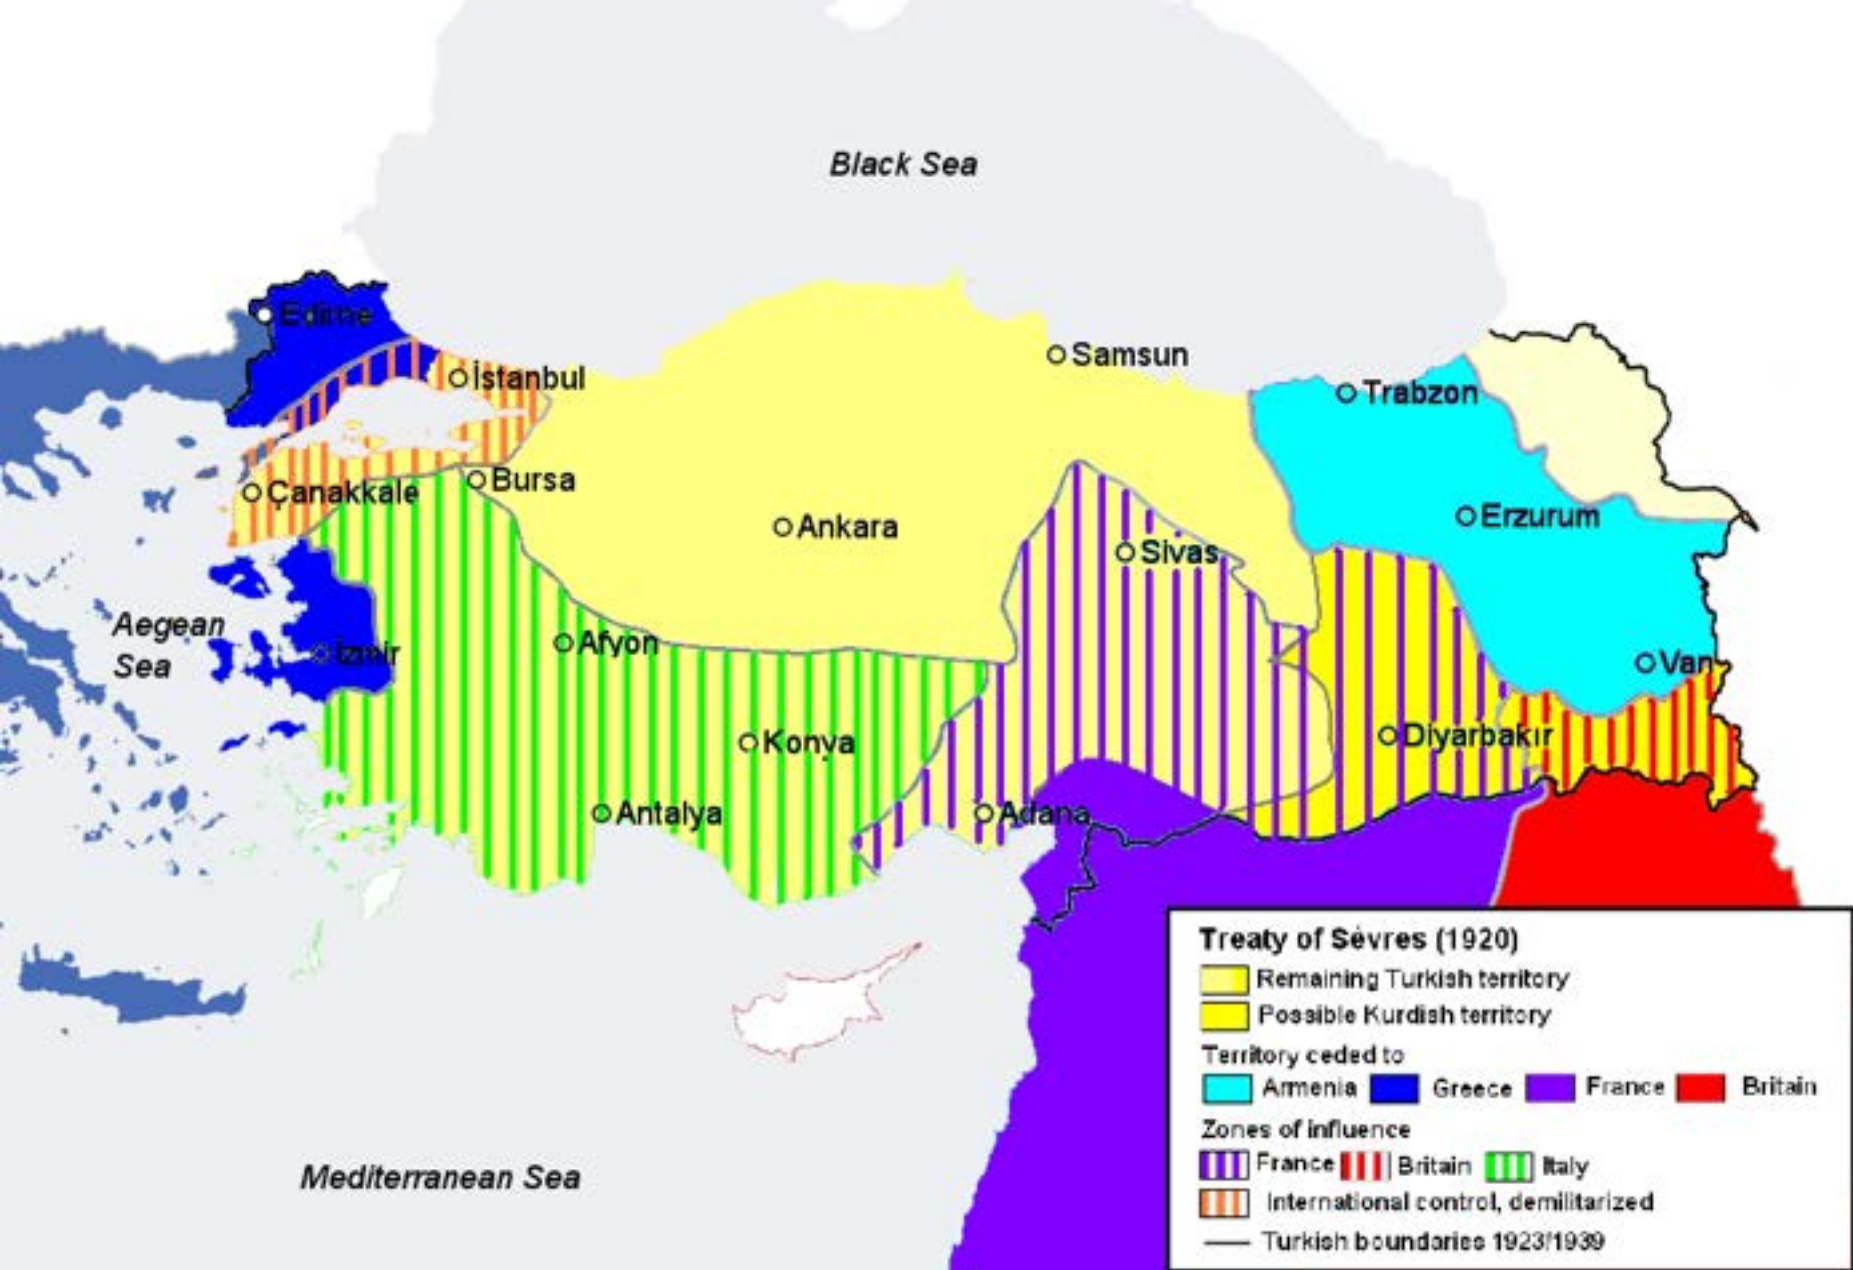 Black Sea
Edirne
Samsun
İstanbul
Trabzon
Bursa
Çanakkale
Erzurum
Ankara
Sivas
Aegean
Sea
İzmir
Afyon
Van
Konya
Diyarbakır
Antalya
Adana
Mediterranean Sea
Treaty of Sèvres (1920)
Remaining Turkish territory
Possible Kurdish territory
Territory ceded to
Armenia Greece France Britain
Zones of influence
France Britain Italy
International control, demilitarized
Turkish boundaries 1923/1939